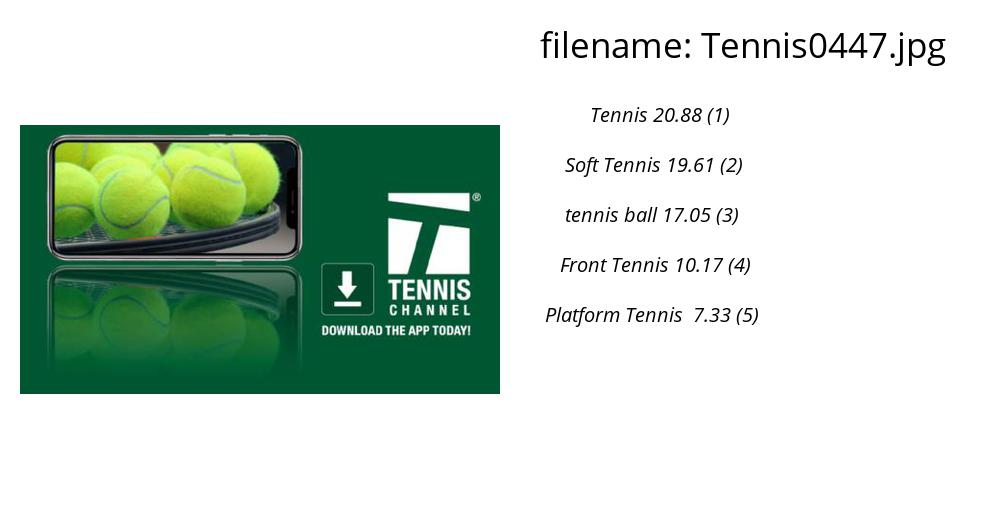 filename: Tennis0447.jpg
Tennis 20.88 (1)
Soft Tennis 19.61 (2)
tennis ball 17.05 (3)
Front Tennis 10.17 (4)
Platform Tennis 7.33 (5)
T®
TENNIS
CHANNEL
DOWNLOAD THE APP TODAY!